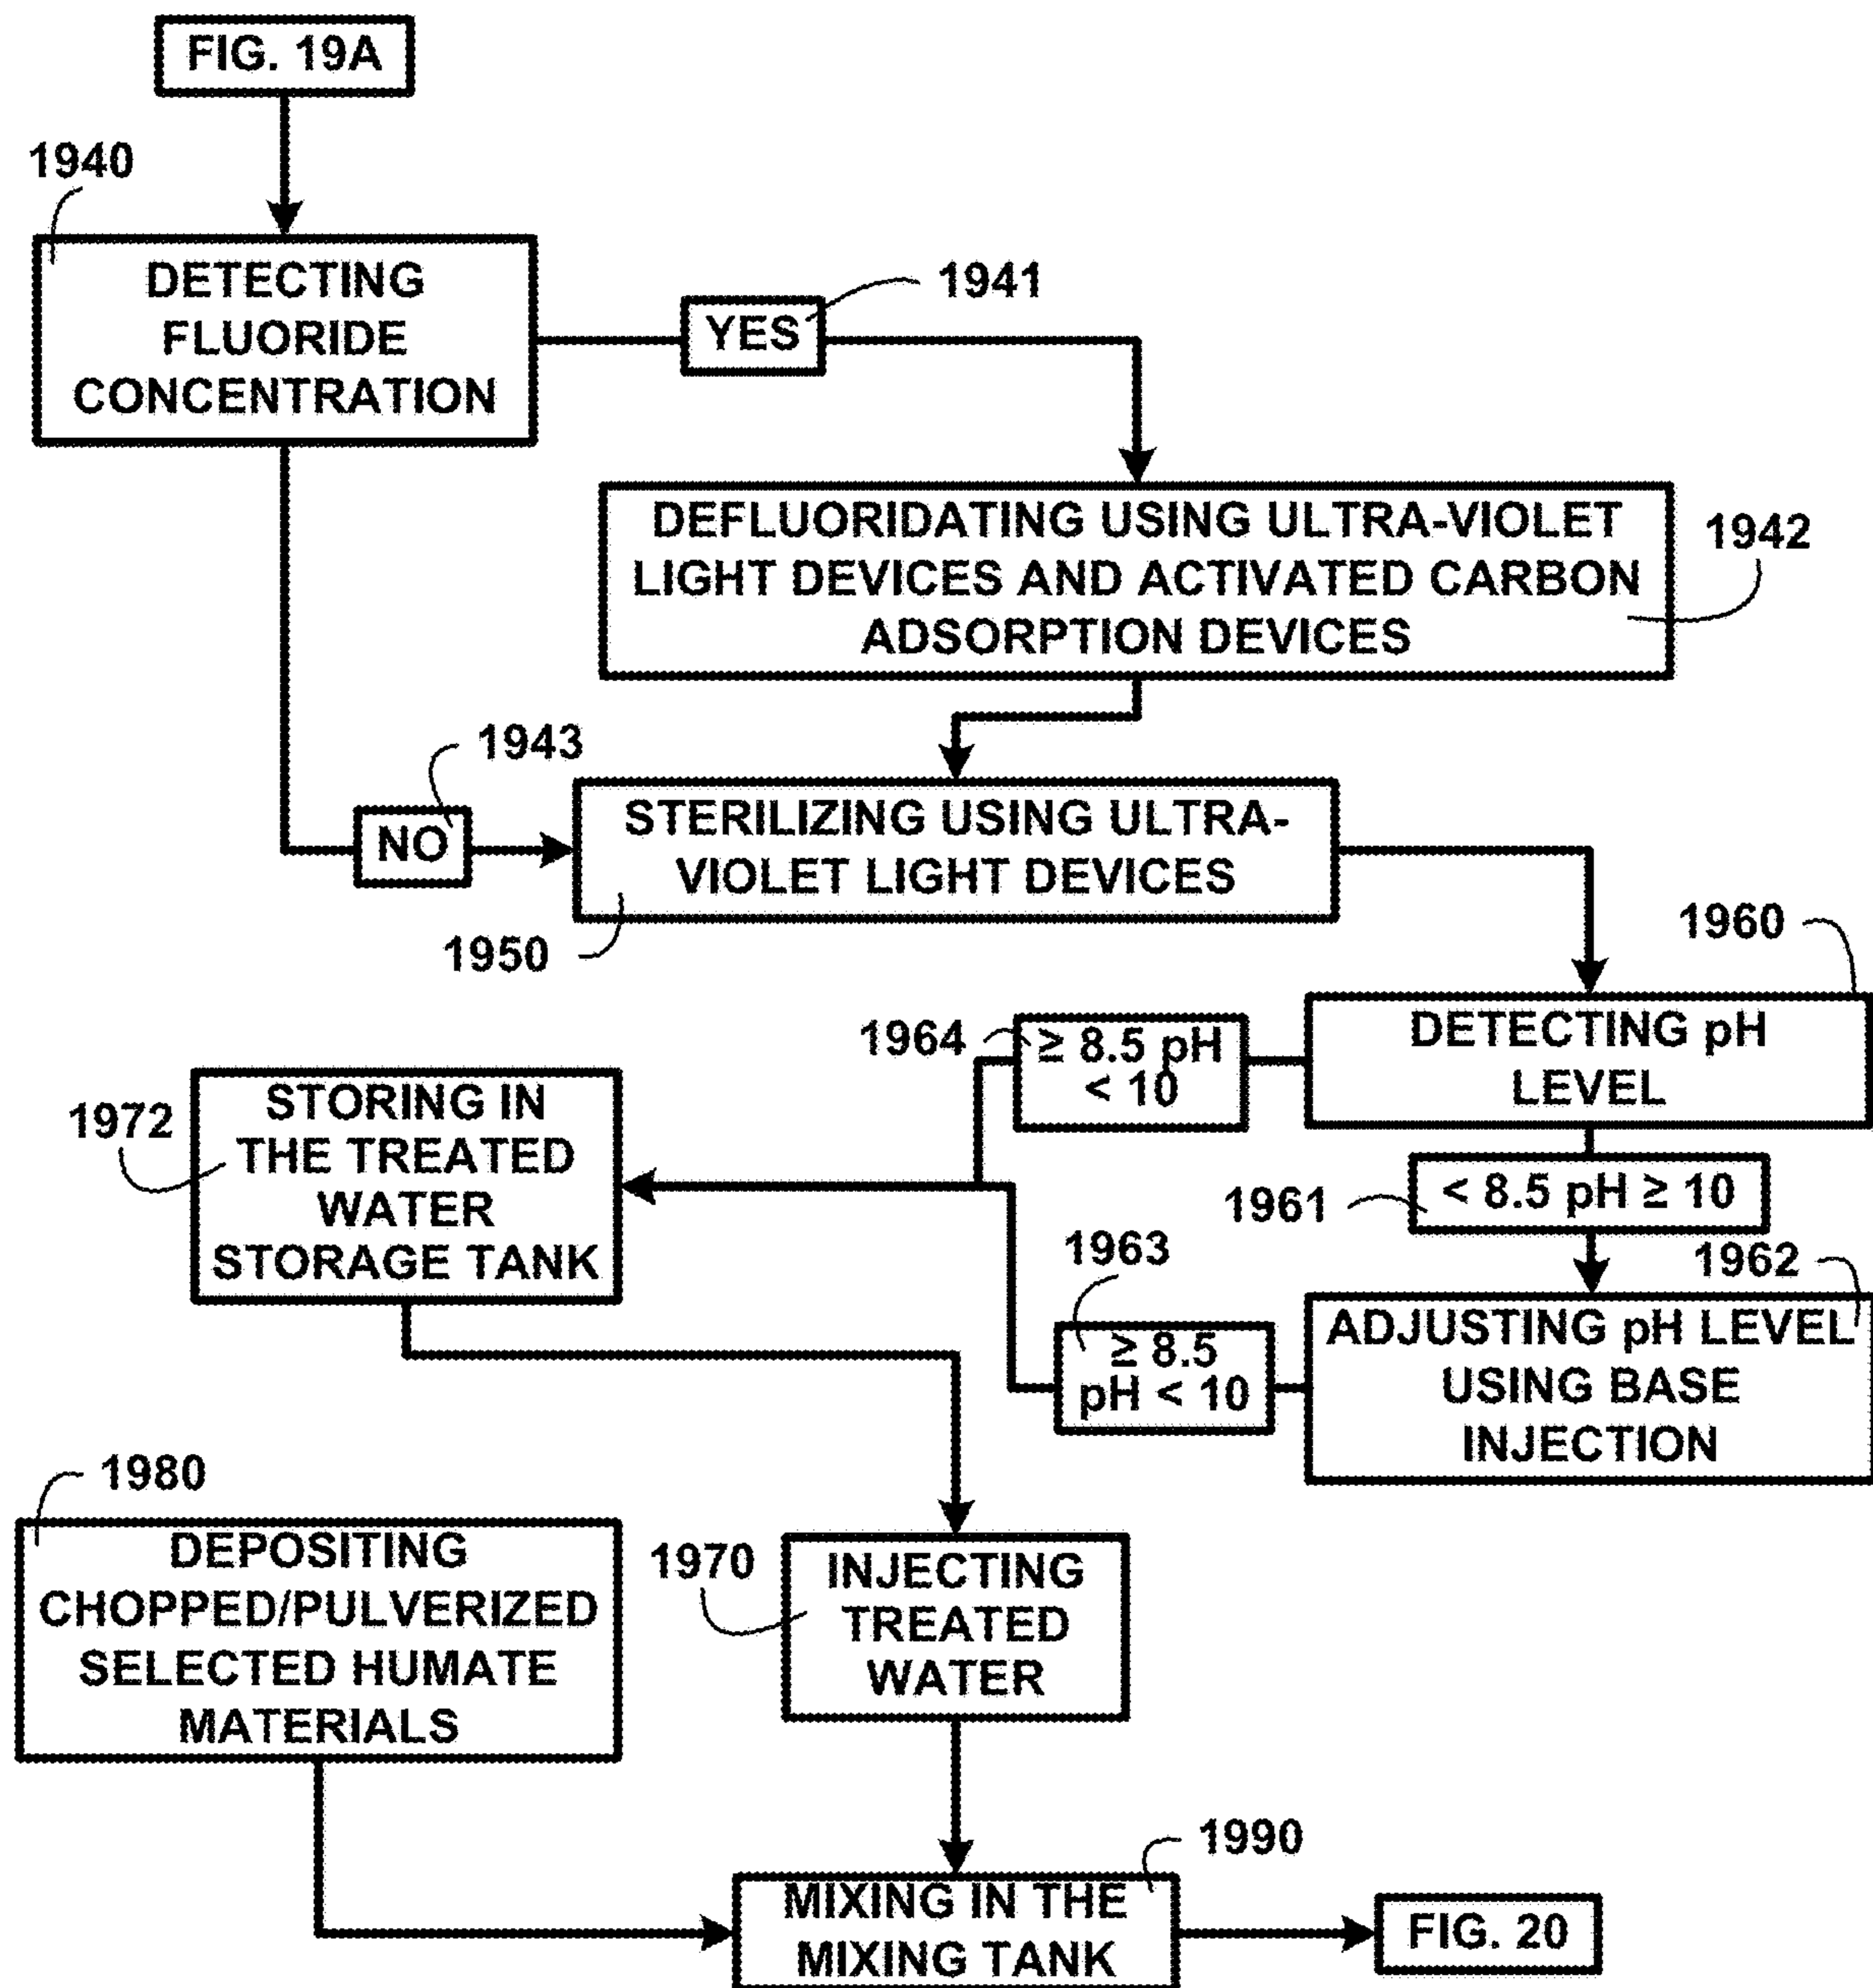 FIG. 19A
1940
DETECTING
FLUORIDE
CONCENTRATION
YES
1941
DEFLUORIDATING USING ULTRA-VIOLET
LIGHT DEVICES AND ACTIVATED CARBON
ADSORPTION DEVICES
1942
1943
NO
STERILIZING USING ULTRA-
VIOLET LIGHT DEVICES
1950
1960
DETECTING pH
LEVEL
1964
≥ 8.5 pH
< 10
1961
< 8.5 pH ≥ 10
1962
ADJUSTING pH LEVEL
USING BASE
INJECTION
1963
≥ 8.5
pH < 10
1972
STORING IN
THE TREATED
WATER
STORAGE TANK
1980
DEPOSITING
CHOPPED/PULVERIZED
SELECTED HUMATE
MATERIALS
1970
INJECTING
TREATED
WATER
1990
MIXING IN THE
MIXING TANK
FIG. 20